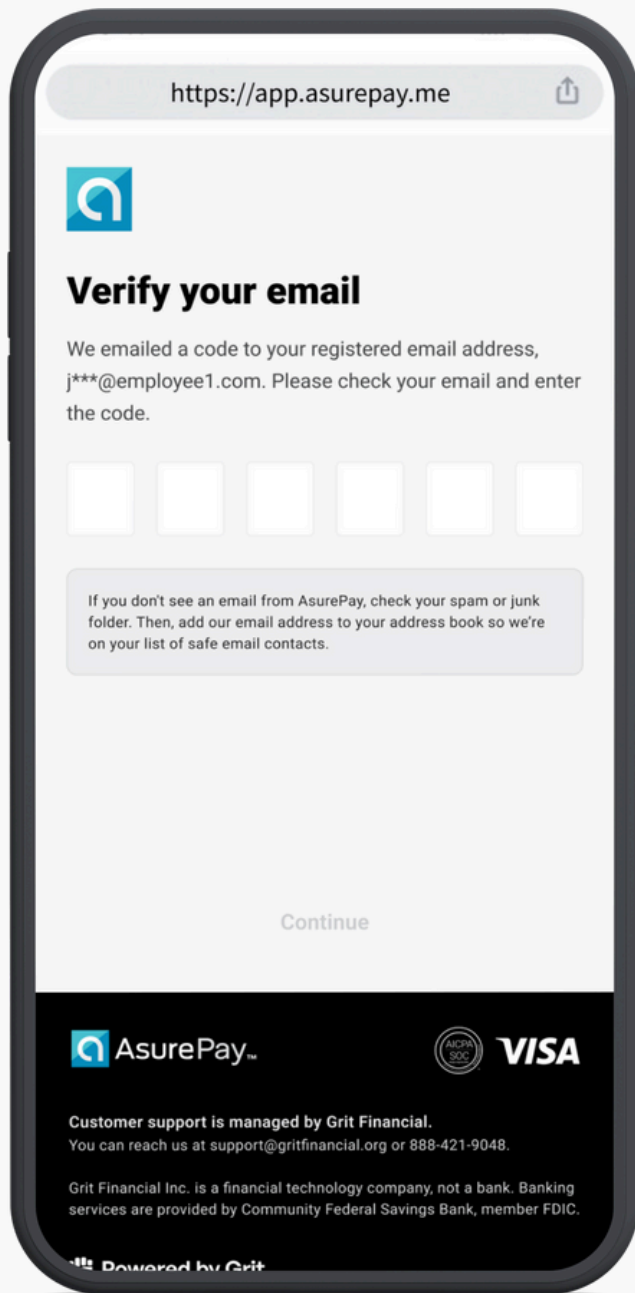 https://app.asurepay.me
Verify your email
We emailed a code to your registered email address,
j***@employee1.com. Please check your email and enter
the code.
If you don't see an email from AsurePay, check your spam or junk
folder. Then, add our email address to your address book so we're
on your list of safe email contacts.
Continue
AsurePay™
AICPA
SOC
VISA
Customer support is managed by Grit Financial.
You can reach us at support@gritfinancial.org or 888-421-9048.
Grit Financial Inc. is a financial technology company, not a bank. Banking
services are provided by Community Federal Savings Bank, member FDIC.
Powered by Grit